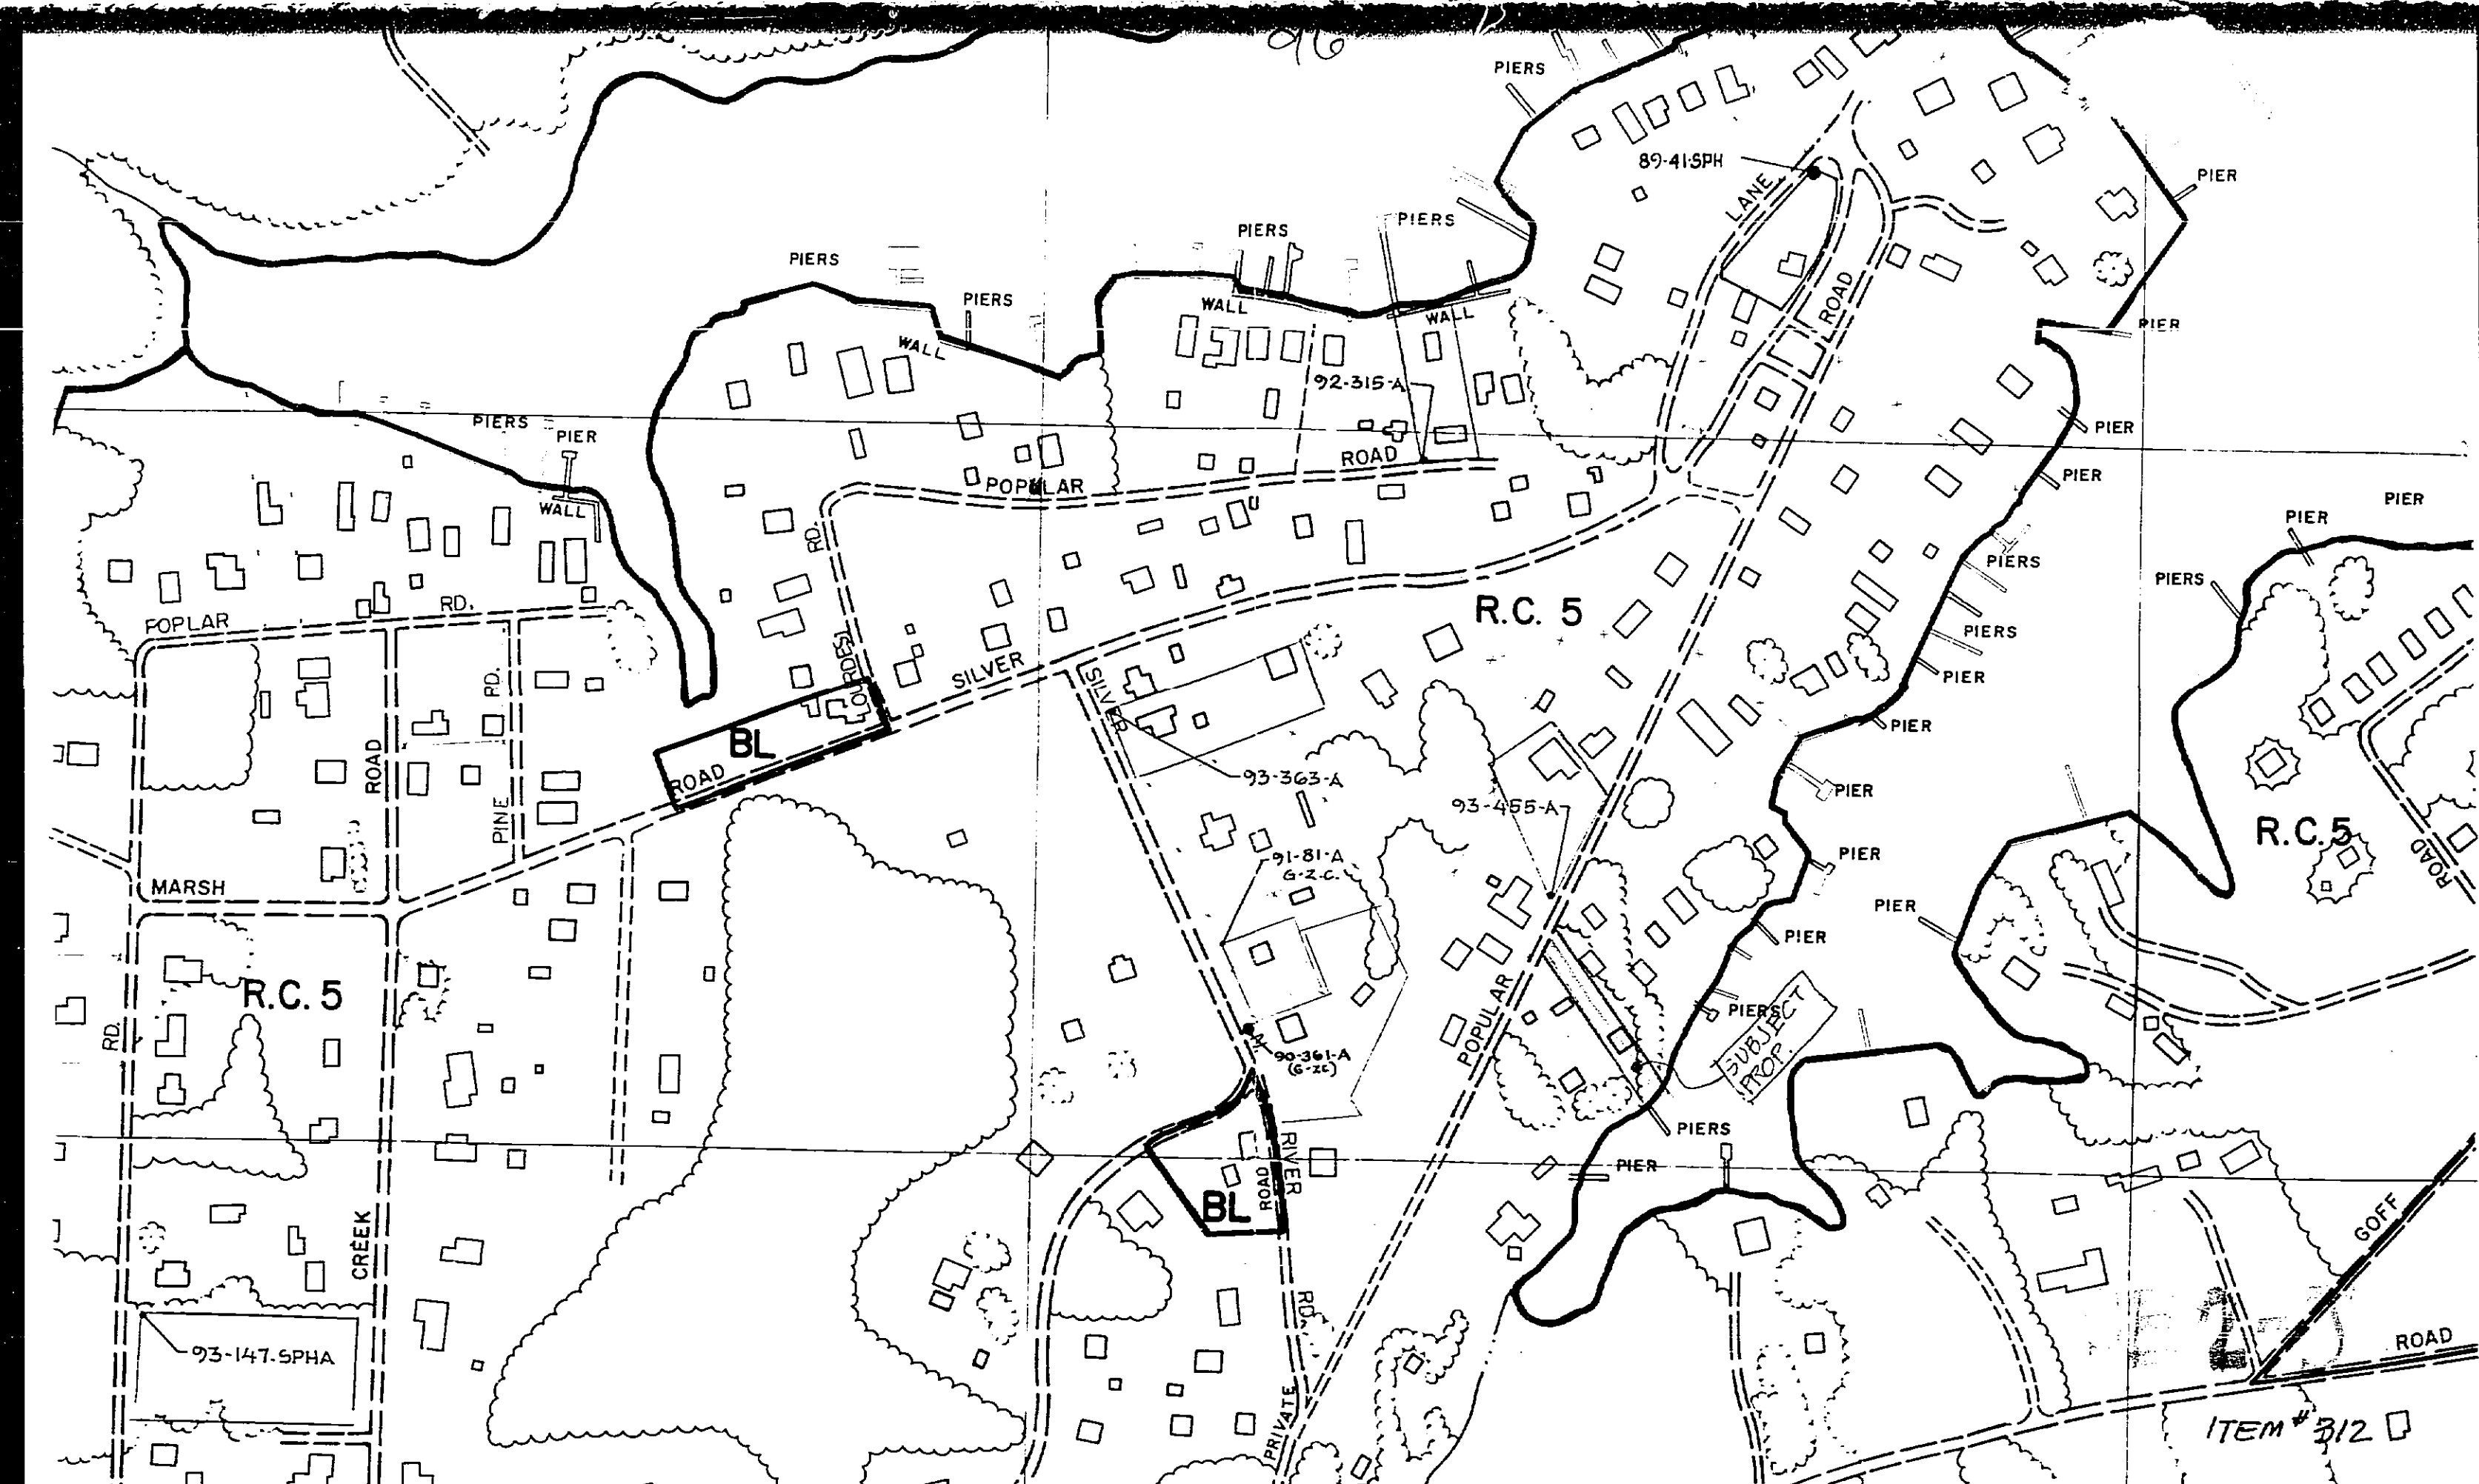 96
PIERS
89-41-SPH
PIER
LANE
PIERS
PIERS
PIERS
PIERS
WALL
WALL
ROAD
PIER
WALL
92-315-A
PIERS
PIER
PIER
ROAD
POPULAR
PIER
PIER
PIER
WALL
RD.
PIERS
PIERS
R.C. 5
POPLAR
RD.
PIERS
LOURDES
SILVER
SILVER
PIER
RD.
PIER
BL
ROAD
ROAD
93-363-A
PIER
93-455-A
PINE
R.C.5
ROAD
91-81-A
G-Z-C.
PIER
MARSH
PIER
PIER
R.C. 5
POPULAR
PIERS
SUBJECT
PROP.
RD.
90-361-A
(G-ZC)
PIERS
RIVER
ROAD
PIER
BL
GOFF
CREEK
RD.
ROAD
93-147-SPHA
PRIVATE
ITEM # 312